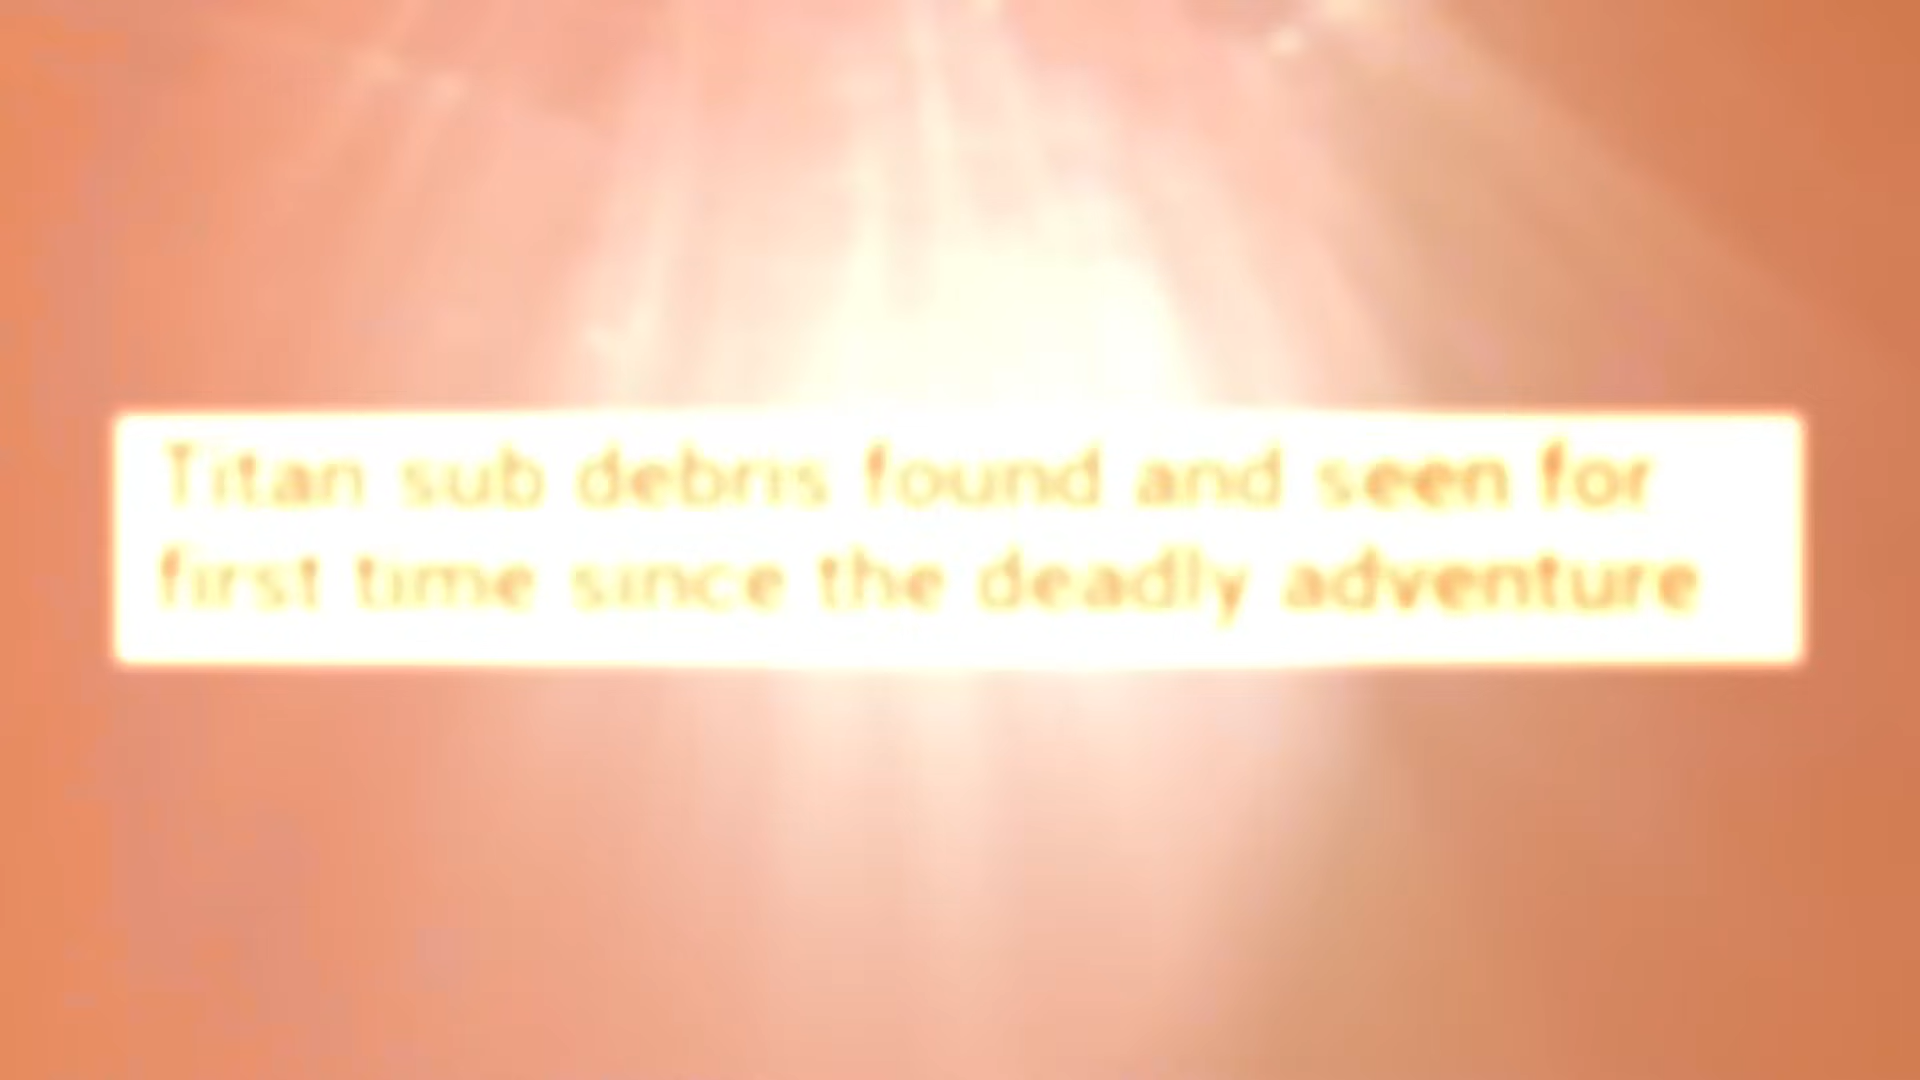 Titan sub debris found and seen for
first time since the deadly adventure